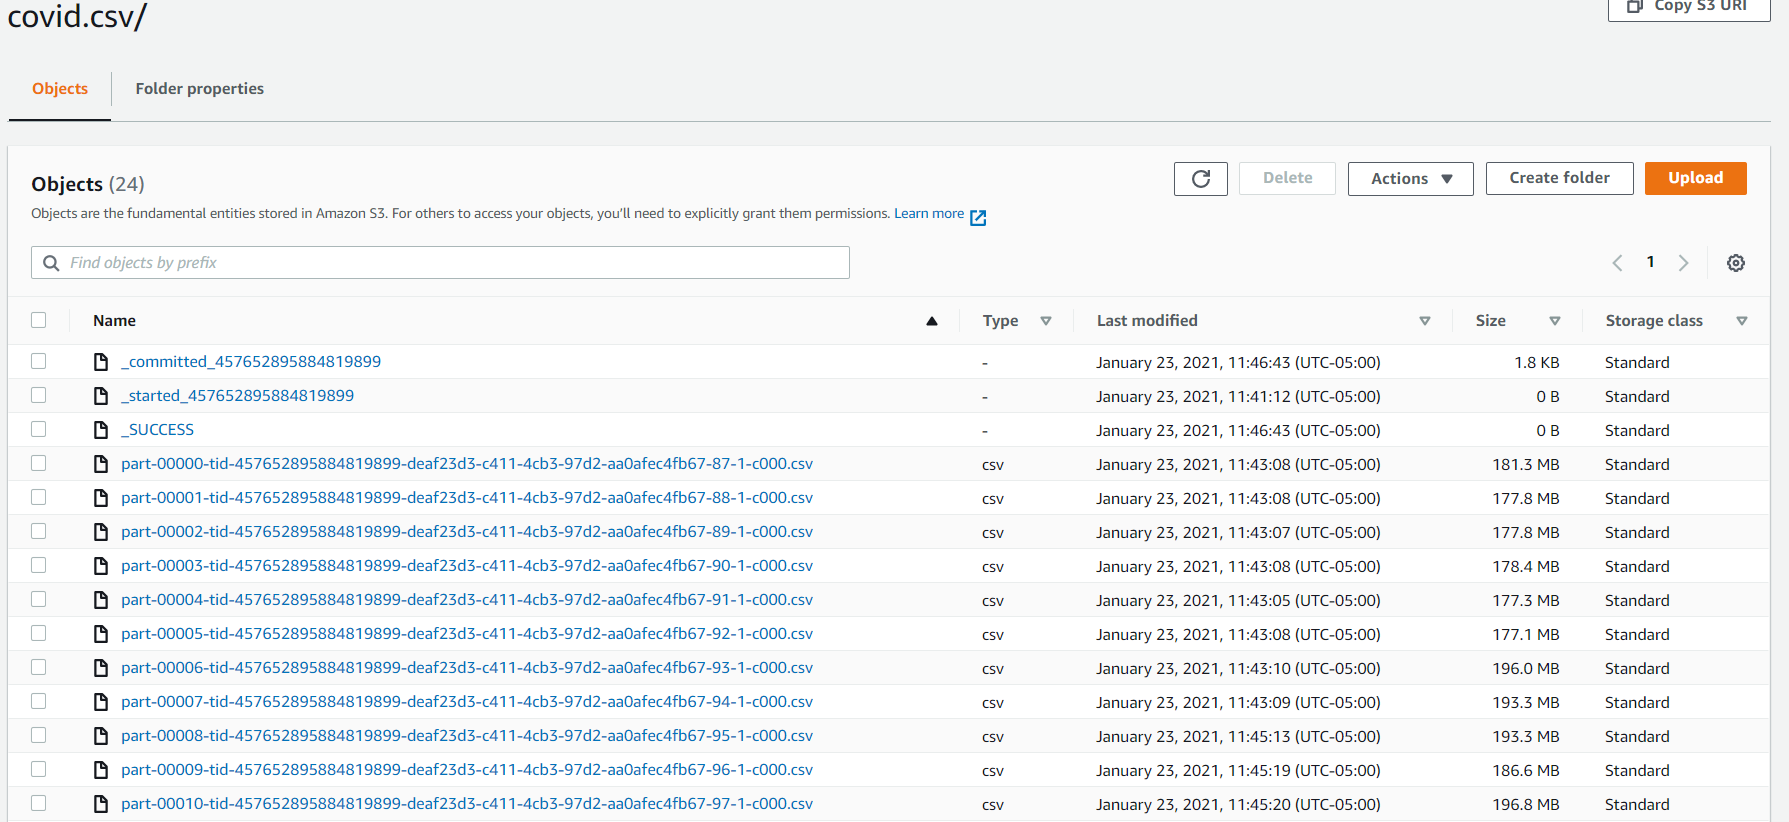 covid.csv/
Copy S3 URI
Objects Folder properties
Objects (24)
Delete Actions Create folder Upload
Objects are the fundamental entities stored in Amazon S3. For others to access your objects, you'll need to explicitly grant them permissions. Learn more
Find objects by prefix
1
Name Type Last modified Size Storage class
_committed_457652895884819899 - January 23, 2021, 11:46:43 (UTC-05:00) 1.8 KB Standard
_started_457652895884819899 - January 23, 2021, 11:41:12 (UTC-05:00) 0 B Standard
_SUCCESS - January 23, 2021, 11:46:43 (UTC-05:00) 0 B Standard
part-00000-tid-457652895884819899-deaf23d3-c411-4cb3-97d2-aa0afec4fb67-87-1-c000.csv csv January 23, 2021, 11:43:08 (UTC-05:00) 181.3 MB Standard
part-00001-tid-457652895884819899-deaf23d3-c411-4cb3-97d2-aa0afec4fb67-88-1-c000.csv csv January 23, 2021, 11:43:08 (UTC-05:00) 177.8 MB Standard
part-00002-tid-457652895884819899-deaf23d3-c411-4cb3-97d2-aa0afec4fb67-89-1-c000.csv csv January 23, 2021, 11:43:07 (UTC-05:00) 177.8 MB Standard
part-00003-tid-457652895884819899-deaf23d3-c411-4cb3-97d2-aa0afec4fb67-90-1-c000.csv csv January 23, 2021, 11:43:08 (UTC-05:00) 178.4 MB Standard
part-00004-tid-457652895884819899-deaf23d3-c411-4cb3-97d2-aa0afec4fb67-91-1-c000.csv csv January 23, 2021, 11:43:05 (UTC-05:00) 177.3 MB Standard
part-00005-tid-457652895884819899-deaf23d3-c411-4cb3-97d2-aa0afec4fb67-92-1-c000.csv csv January 23, 2021, 11:43:08 (UTC-05:00) 177.1 MB Standard
part-00006-tid-457652895884819899-deaf23d3-c411-4cb3-97d2-aa0afec4fb67-93-1-c000.csv csv January 23, 2021, 11:43:10 (UTC-05:00) 196.0 MB Standard
part-00007-tid-457652895884819899-deaf23d3-c411-4cb3-97d2-aa0afec4fb67-94-1-c000.csv csv January 23, 2021, 11:43:09 (UTC-05:00) 193.3 MB Standard
part-00008-tid-457652895884819899-deaf23d3-c411-4cb3-97d2-aa0afec4fb67-95-1-c000.csv csv January 23, 2021, 11:45:13 (UTC-05:00) 193.3 MB Standard
part-00009-tid-457652895884819899-deaf23d3-c411-4cb3-97d2-aa0afec4fb67-96-1-c000.csv csv January 23, 2021, 11:45:19 (UTC-05:00) 186.6 MB Standard
part-00010-tid-457652895884819899-deaf23d3-c411-4cb3-97d2-aa0afec4fb67-97-1-c000.csv csv January 23, 2021, 11:45:20 (UTC-05:00) 196.8 MB Standard